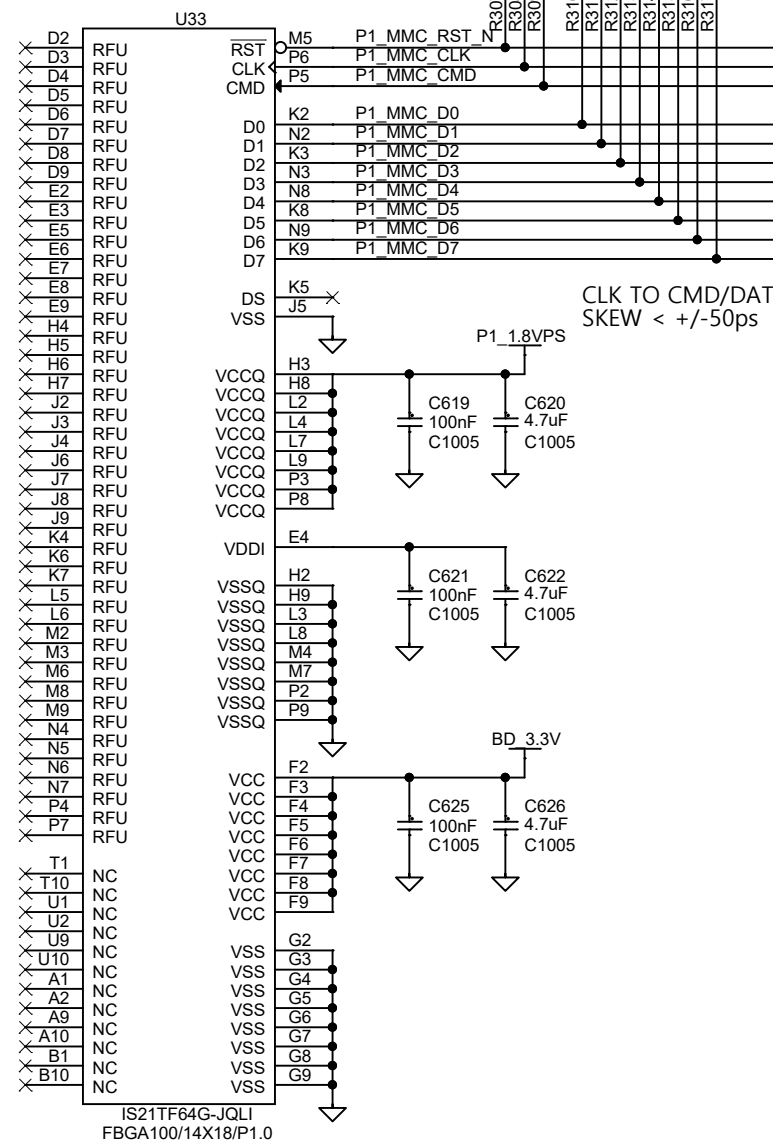 R30
R30
R30
R31
R31
R31
R31
R31
R31
R31
R31
U33
D2 RFU RST M5 P1_MMC_RST_N
D3 RFU CLK P6 P1_MMC_CLK
D4 RFU CMD P5 P1_MMC_CMD
D5 RFU
D6 RFU D0 K2 P1_MMC_D0
D7 RFU D1 N2 P1_MMC_D1
D8 RFU D2 K3 P1_MMC_D2
D9 RFU D3 N3 P1_MMC_D3
E2 RFU D4 N8 P1_MMC_D4
E3 RFU D5 K8 P1_MMC_D5
E5 RFU D6 N9 P1_MMC_D6
E6 RFU D7 K9 P1_MMC_D7
E7 RFU
E8 RFU DS K5
E9 RFU VSS J5
CLK TO CMD/DAT
SKEW < +/-50ps
H4 RFU
H5 RFU P1_1.8VPS
H6 RFU VCCQ H3
H7 RFU VCCQ H8
J2 RFU VCCQ L2
J3 RFU VCCQ L4
J4 RFU VCCQ L7
J6 RFU VCCQ L9
J7 RFU VCCQ P3
J8 RFU VCCQ P8
C619
100nF
C1005
C620
4.7uF
C1005
J9 RFU
K4 RFU VDDI E4
K6 RFU
K7 RFU VSSQ H2
L5 RFU VSSQ H9
L6 RFU VSSQ L3
M2 RFU VSSQ L8
M3 RFU VSSQ M4
M6 RFU VSSQ M7
M8 RFU VSSQ P2
M9 RFU VSSQ P9
C621
100nF
C1005
C622
4.7uF
C1005
N4 RFU BD_3.3V
N5 RFU
N6 RFU VCC F2
N7 RFU VCC F3
P4 RFU VCC F4
P7 RFU VCC F5
VCC F6
T1 NC VCC F7
T10 NC VCC F8
U1 NC VCC F9
C625
100nF
C1005
C626
4.7uF
C1005
U2 NC
U9 NC VSS G2
U10 NC VSS G3
A1 NC VSS G4
A2 NC VSS G5
A9 NC VSS G6
A10 NC VSS G7
B1 NC VSS G8
B10 NC VSS G9
IS21TF64G-JQLI
FBGA100/14X18/P1.0